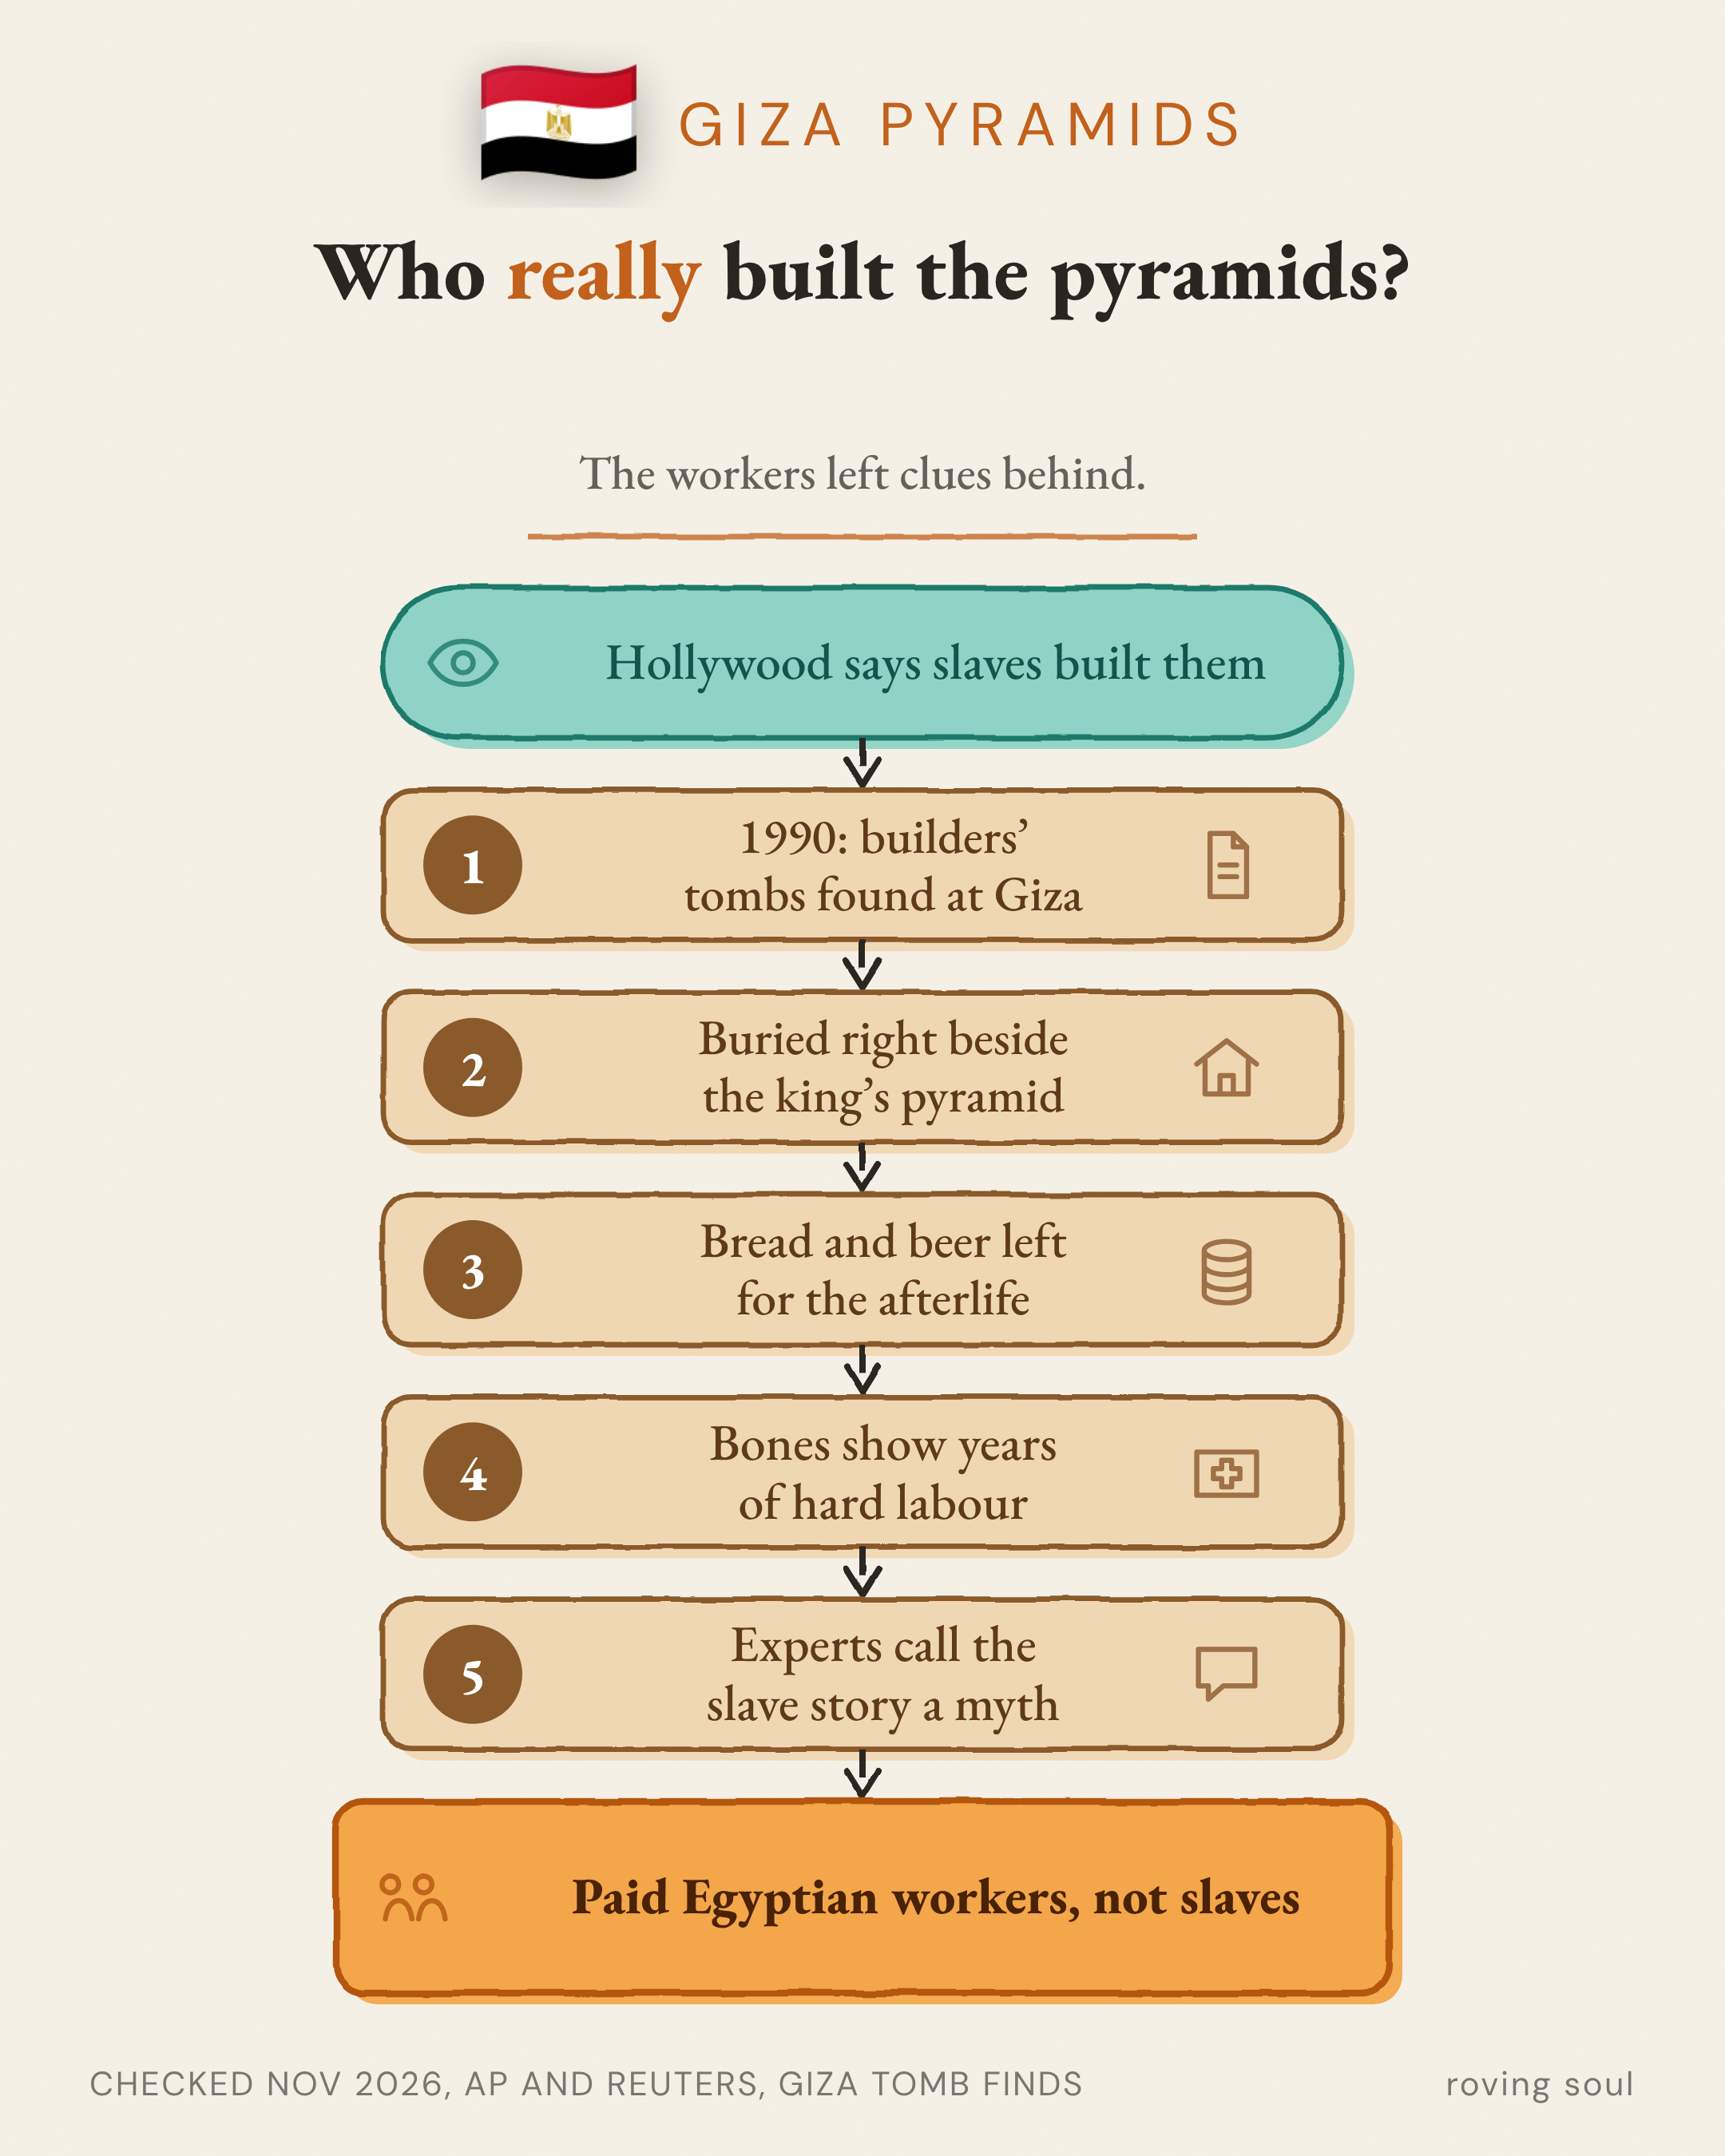 GIZA PYRAMIDS
Who really built the pyramids?
The workers left clues behind.
Hollywood says slaves built them
1
1990: builders’
tombs found at Giza
2
Buried right beside
the king’s pyramid
3
Bread and beer left
for the afterlife
4
Bones show years
of hard labour
5
Experts call the
slave story a myth
Paid Egyptian workers, not slaves
CHECKED NOV 2026, AP AND REUTERS, GIZA TOMB FINDS
roving soul